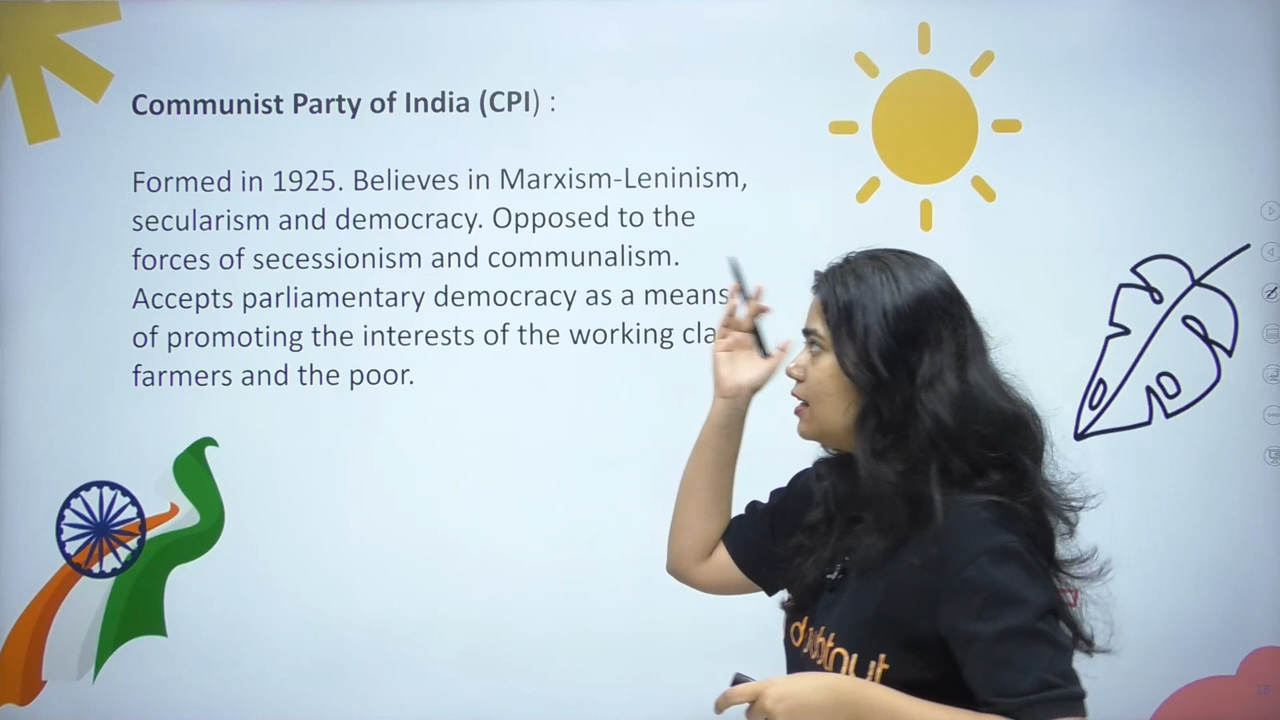 Communist Party of India (CPI) :
Formed in 1925. Believes in Marxism-Leninism,
secularism and democracy. Opposed to the
forces of secessionism and communalism.
Accepts parliamentary democracy as a means
of promoting the interests of the working
farmers and the poor.
doubtnut
13